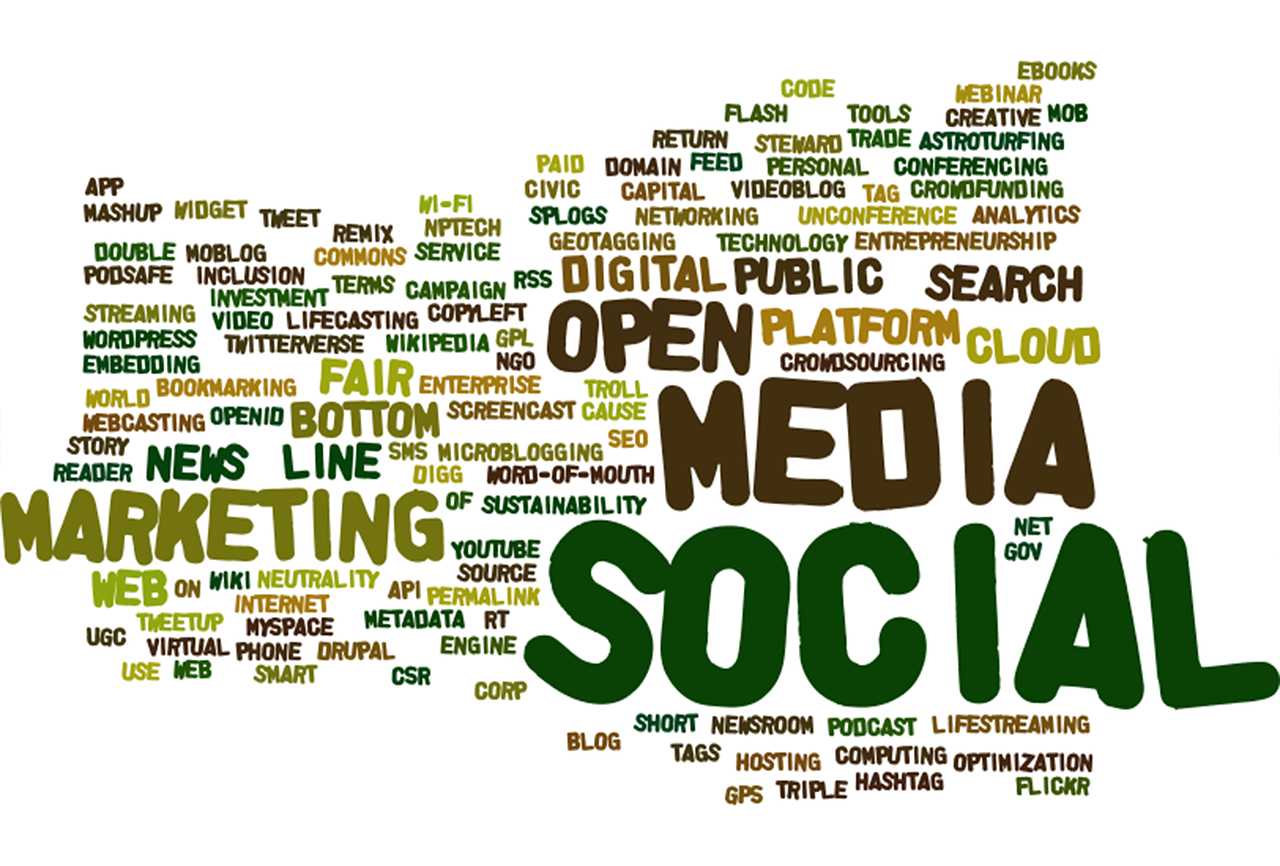 EBOOKS
CODE
WEBINAR
FLASH TOOLS CREATIVE MOB
RETURN STEWARD TRADE ASTROTURFING
PAID DOMAIN FEED PERSONAL CONFERENCING
APP CIVIC CAPITAL VIDEOBLOG TAG CROWDFUNDING
MASHUP WIDGET TWEET WI-FI SPLOGS NETWORKING UNCONFERENCE ANALYTICS
REMIX NPTECH GEOTAGGING TECHNOLOGY ENTREPRENEURSHIP
DOUBLE MOBLOG COMMONS SERVICE
PODSAFE INCLUSION TERMS CAMPAIGN RSS DIGITAL PUBLIC SEARCH
INVESTMENT
STREAMING VIDEO LIFECASTING COPYLEFT OPEN PLATFORM CLOUD
WORDPRESS TWITTERVERSE WIKIPEDIA GPL
EMBEDDING NGO CROWDSOURCING
WORLD BOOKMARKING FAIR ENTERPRISE TROLL
WEBCASTING OPENID BOTTOM SCREENCAST CAUSE MEDIA
STORY SMS MICROBLOGGING SEO
READER NEWS LINE DIGG WORD-OF-MOUTH
MARKETING OF SUSTAINABILITY
NET
YOUTUBE GOV
WEB ON WIKI NEUTRALITY SOURCE
INTERNET API PERMALINK SOCIAL
TWEETUP MYSPACE METADATA RT
UGC VIRTUAL PHONE DRUPAL ENGINE
USE WEB SMART CSR
CORP
SHORT NEWSROOM PODCAST LIFESTREAMING
BLOG
TAGS HOSTING COMPUTING OPTIMIZATION
GPS TRIPLE HASHTAG FLICKR